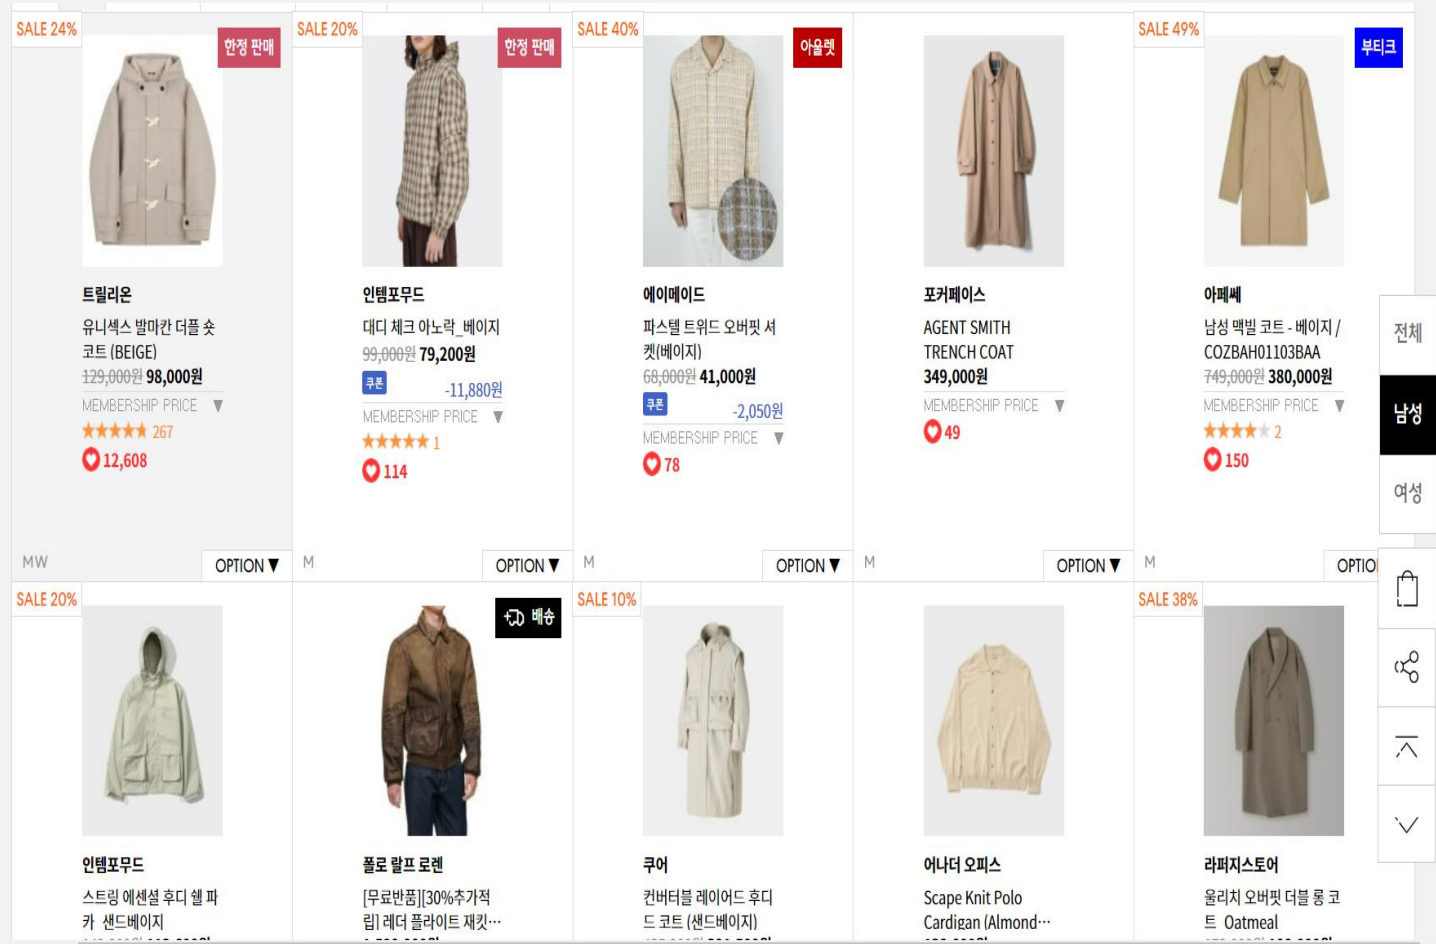 SALE 24%
한정 판매
트릴리온
유니섹스 발마칸 더플 숏
코트 (BEIGE)
129,000원 98,000원
MEMBERSHIP PRICE ▼
267
12,608
MW
OPTION ▼
SALE 20%
한정 판매
인템포무드
대디 체크 아노락_베이지
99,000원 79,200원
쿠폰 -11,880원
MEMBERSHIP PRICE ▼
1
114
M
OPTION ▼
SALE 40%
아울렛
에이메이드
파스텔 트위드 오버핏 셔
켓(베이지)
68,000원 41,000원
쿠폰 -2,050원
MEMBERSHIP PRICE ▼
78
M
OPTION ▼
포커페이스
AGENT SMITH
TRENCH COAT
349,000원
MEMBERSHIP PRICE ▼
49
M
OPTION ▼
SALE 49%
부티크
아페쎄
남성 맥빌 코트 - 베이지 /
COZBAH01103BAA
749,000원 380,000원
MEMBERSHIP PRICE ▼
2
150
M
OPTIO
전체
남성
여성
SALE 20%
인템포무드
스트링 에센셜 후디 쉘 파
카 샌드베이지
배송
폴로 랄프 로렌
[무료반품][30%추가적
립] 레더 플라이트 재킷…
SALE 10%
쿠어
컨버터블 레이어드 후디
드 코트 (샌드베이지)
어나더 오피스
Scape Knit Polo
Cardigan (Almond…
SALE 38%
라퍼지스토어
울리치 오버핏 더블 롱 코
트 Oatmeal